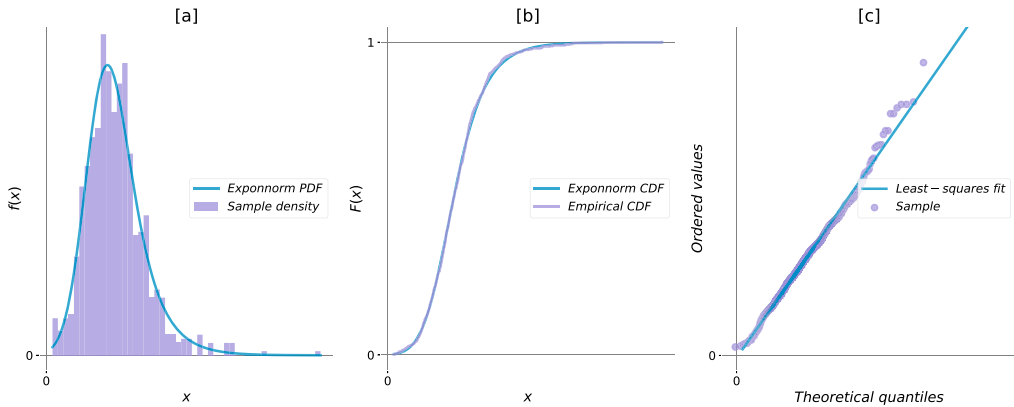 [a]
f(x)
Exponnorm PDF
Sample density
0
0
x
[b]
1
F(x)
Exponnorm CDF
Empirical CDF
0
0
x
[c]
Ordered values
Least − squares fit
Sample
0
0
Theoretical quantiles